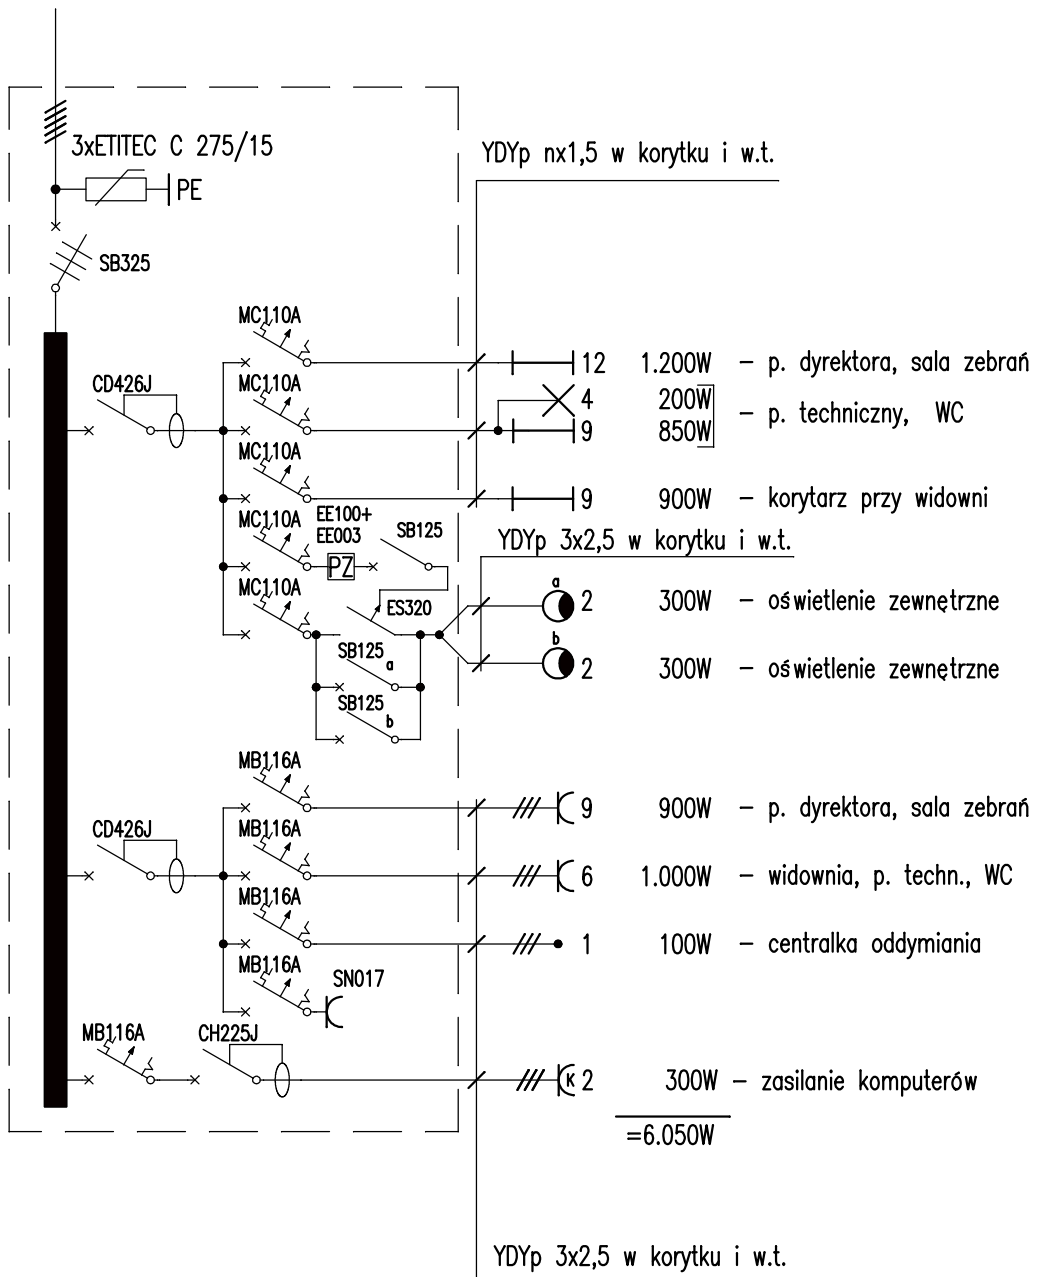 3xETITEC C 275/15
YDYp nx1,5 w korytku i w.t.
PE
SB325
MC110A
12 1.200W – p. dyrektora, sala zebrań
CD426J
MC110A
4 200W
– p. techniczny, WC
9 850W
MC110A
9 900W – korytarz przy widowni
MC110A
EE100+
EE003
SB125
YDYp 3x2,5 w korytku i w.t.
PZ
MC110A
ES320
a
2 300W – oświetlenie zewnętrzne
SB125
a
b
2 300W – oświetlenie zewnętrzne
SB125
b
MB116A
9 900W – p. dyrektora, sala zebrań
CD426J
MB116A
6 1.000W – widownia, p. techn., WC
MB116A
1 100W – centralka oddymiania
MB116A
SN017
MB116A
CH225J
K 2 300W – zasilanie komputerów
=6.050W
YDYp 3x2,5 w korytku i w.t.